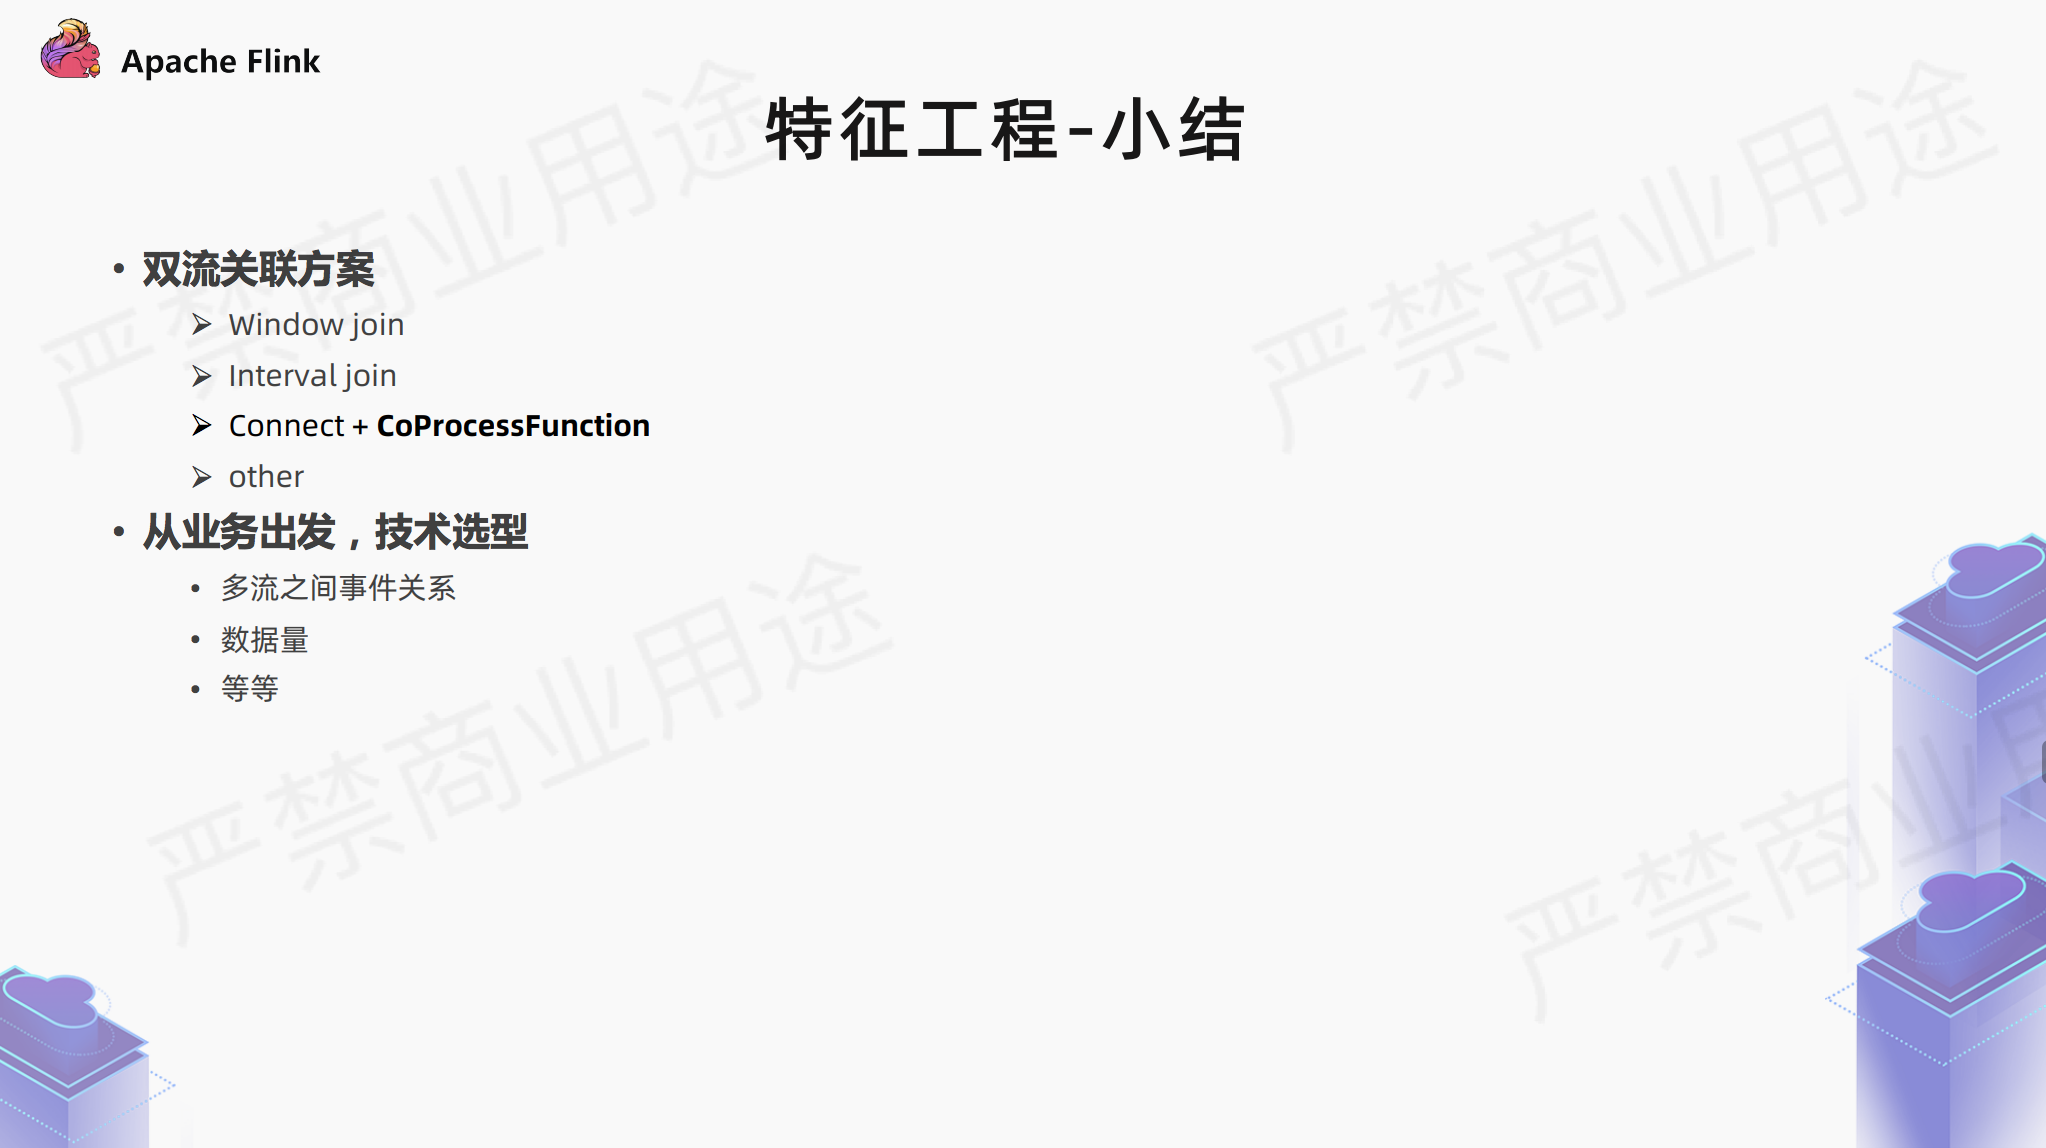 Apache Flink
特征工程-小结
• 双流关联方案
➢ Window join
➢ Interval join
➢ Connect + CoProcessFunction
➢ other
• 从业务出发，技术选型
• 多流之间事件关系
• 数据量
• 等等
严禁商业用途
严禁商业用途
严禁商业用途
严禁商业用